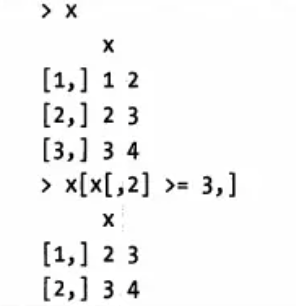 > x
x
[1,] 1 2
[2,] 2 3
[3,] 3 4
> x[x[,2] >= 3,]
x
[1,] 2 3
[2,] 3 4